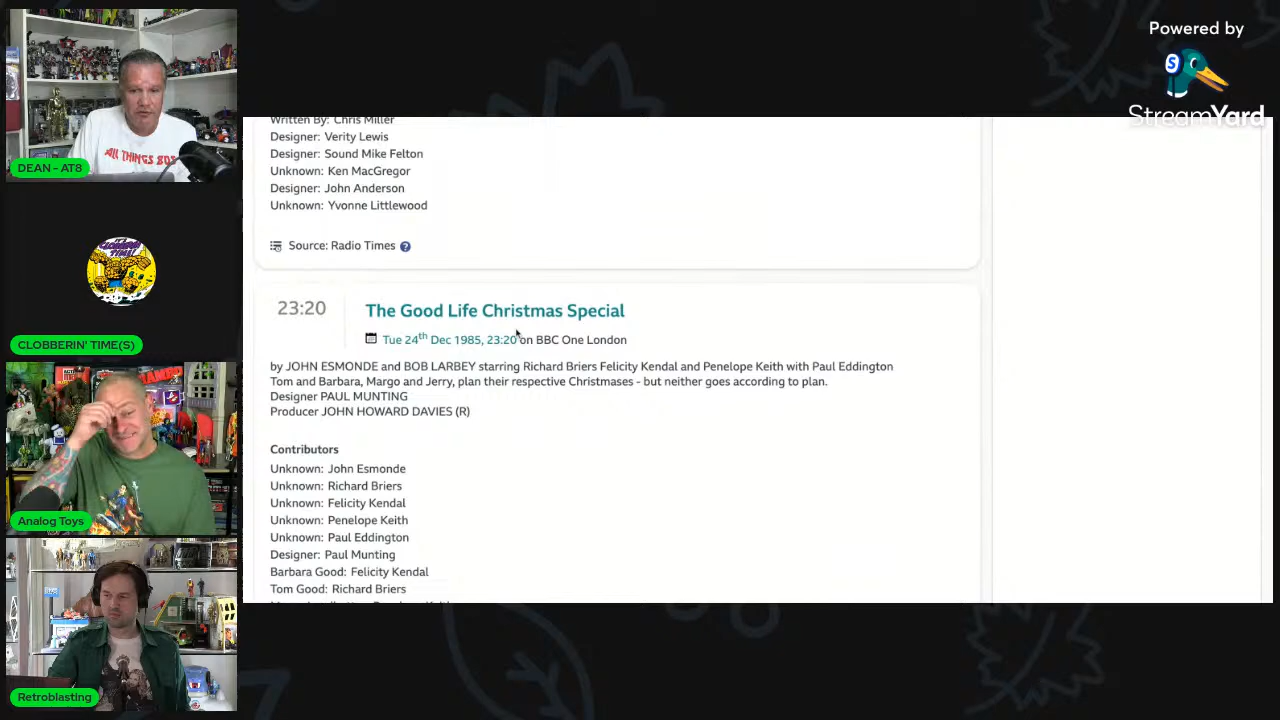 Powered by
StreamYard
ALL THINGS 80S
DEAN - AT8
CLOBBERIN' TIME(S)
Analog Toys
Retroblasting
Written By: Chris Miller
Designer: Verity Lewis
Designer: Sound Mike Felton
Unknown: Ken MacGregor
Designer: John Anderson
Unknown: Yvonne Littlewood
Source: Radio Times ?
23:20
The Good Life Christmas Special
Tue 24th Dec 1985, 23:20 on BBC One London
by JOHN ESMONDE and BOB LARBEY starring Richard Briers Felicity Kendal and Penelope Keith with Paul Eddington
Tom and Barbara, Margo and Jerry, plan their respective Christmases - but neither goes according to plan.
Designer PAUL MUNTING
Producer JOHN HOWARD DAVIES (R)
Contributors
Unknown: John Esmonde
Unknown: Richard Briers
Unknown: Felicity Kendal
Unknown: Penelope Keith
Unknown: Paul Eddington
Designer: Paul Munting
Barbara Good: Felicity Kendal
Tom Good: Richard Briers